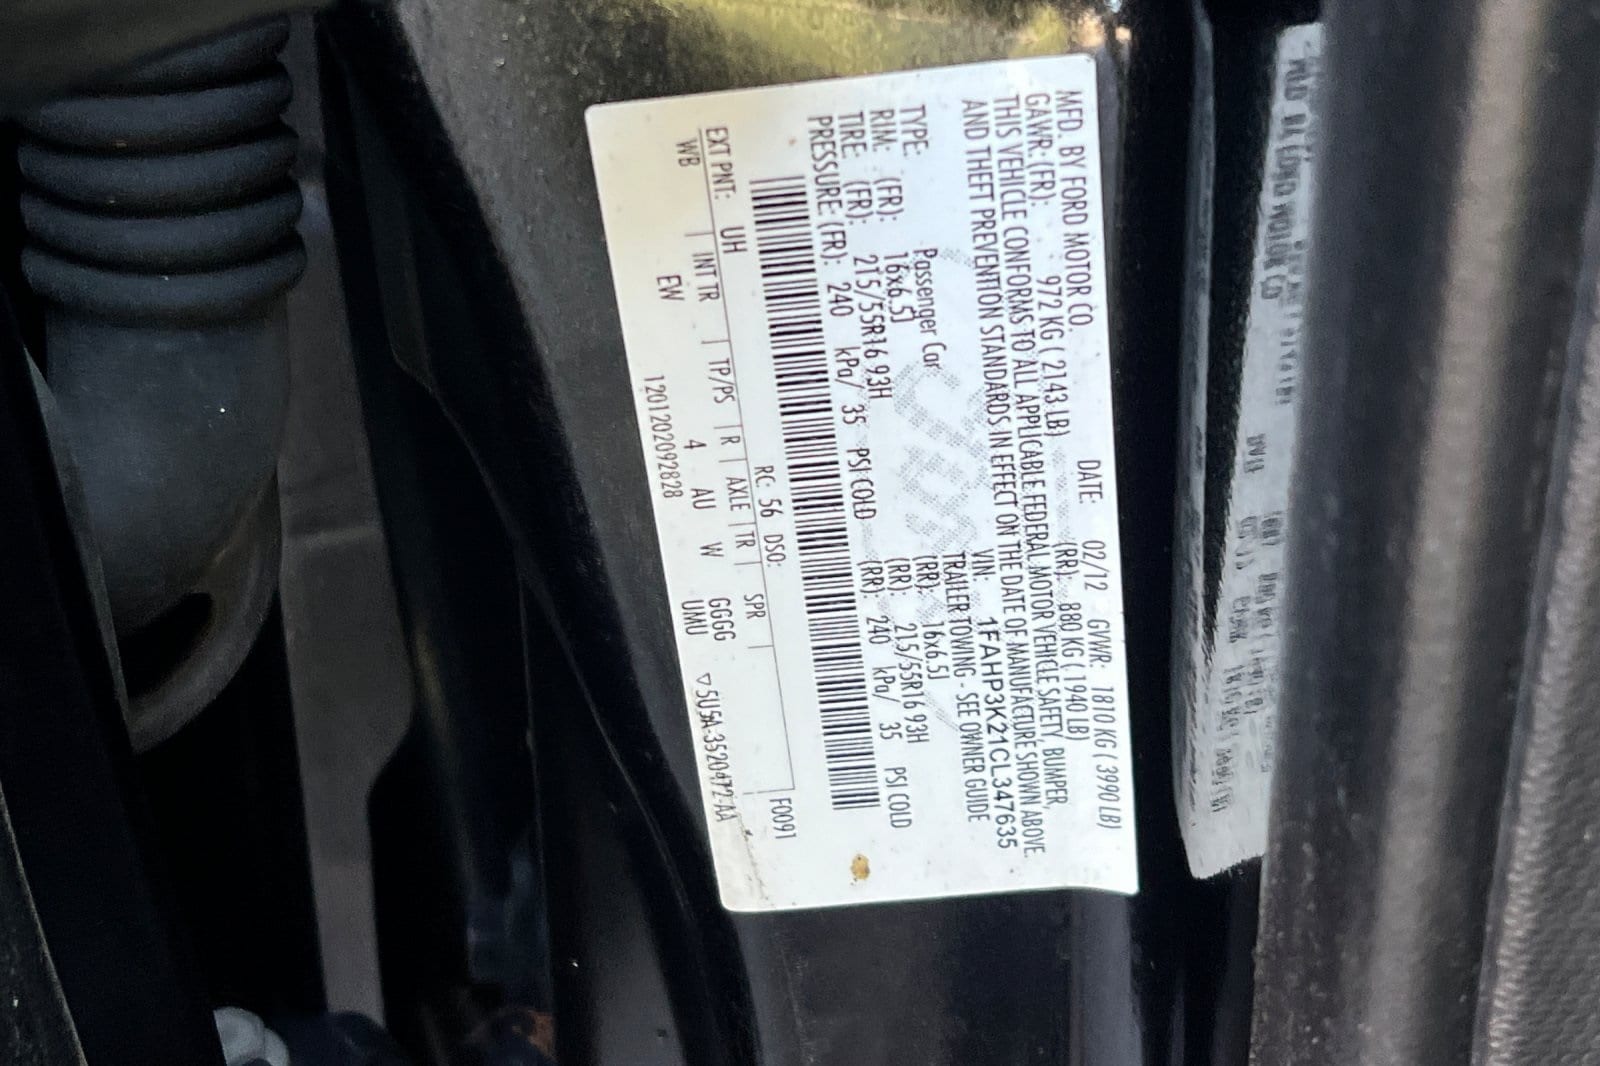 MFD. BY FORD MOTOR CO. DATE: 02/12 GVWR: 1810 KG ( 3990 LB)
GAWR: (FR): 972 KG ( 2143 LB) (RR): 880 KG ( 1940 LB)
THIS VEHICLE CONFORMS TO ALL APPLICABLE FEDERAL MOTOR VEHICLE SAFETY, BUMPER,
AND THEFT PREVENTION STANDARDS IN EFFECT ON THE DATE OF MANUFACTURE SHOWN ABOVE.
VIN: 1FAHP3K21CL347635
TYPE: Passenger Car TRAILER TOWING - SEE OWNER GUIDE
RIM: (FR): 16x6.5J (RR): 16x6.5J
TIRE: (FR): 215/55R16 93H (RR): 215/55R16 93H
PRESSURE: (FR): 240 kPa/ 35 PSI COLD (RR): 240 kPa/ 35 PSI COLD
RC: 56 DSO: F0091
EXT PNT: UH | INT TR | TP/PS | R | AXLE | TR | SPR |
WB EW 4 AU W GGGG
1201202092828 UMU ▽5U5A-3520472-AA